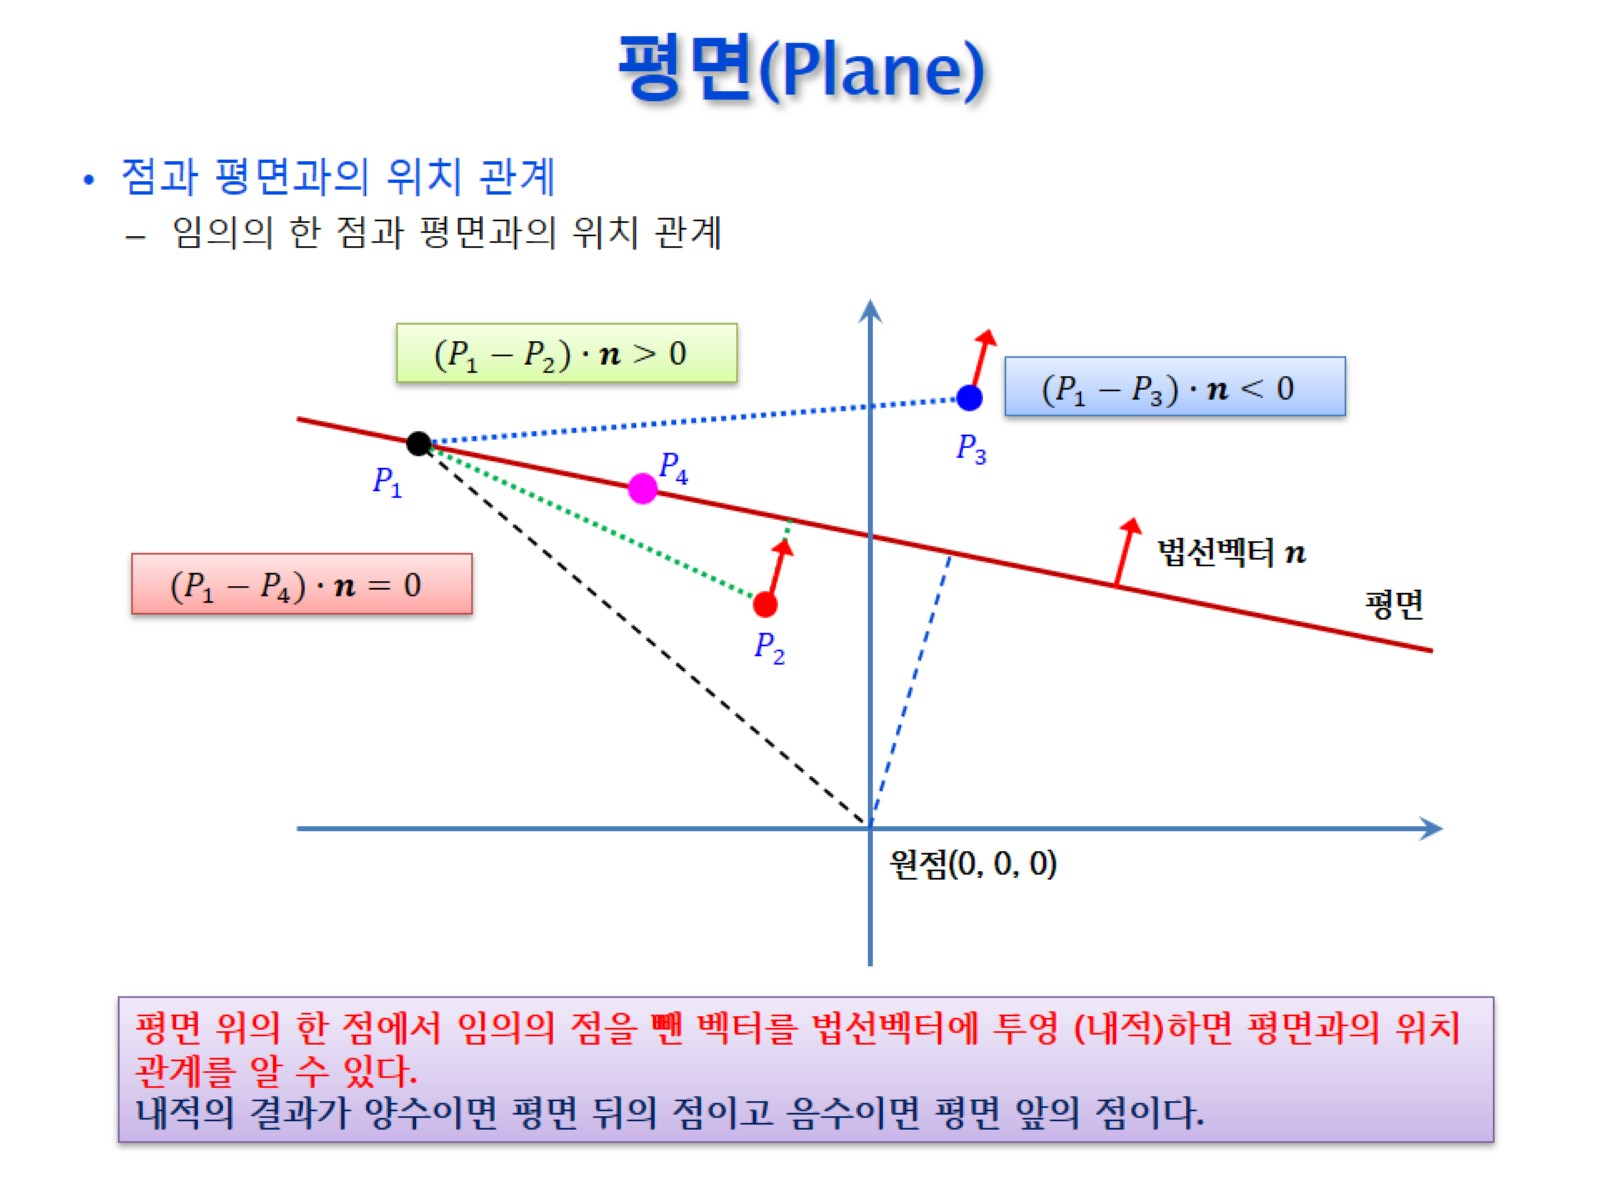 평면(Plane)
• 점과 평면과의 위치 관계
– 임의의 한 점과 평면과의 위치 관계
(P₁ − P₂) · n > 0
(P₁ − P₃) · n < 0
P₃
P₁
P₄
법선벡터 n
(P₁ − P₄) · n = 0
평면
P₂
원점(0, 0, 0)
평면 위의 한 점에서 임의의 점을 뺀 벡터를 법선벡터에 투영 (내적)하면 평면과의 위치
관계를 알 수 있다.
내적의 결과가 양수이면 평면 뒤의 점이고 음수이면 평면 앞의 점이다.